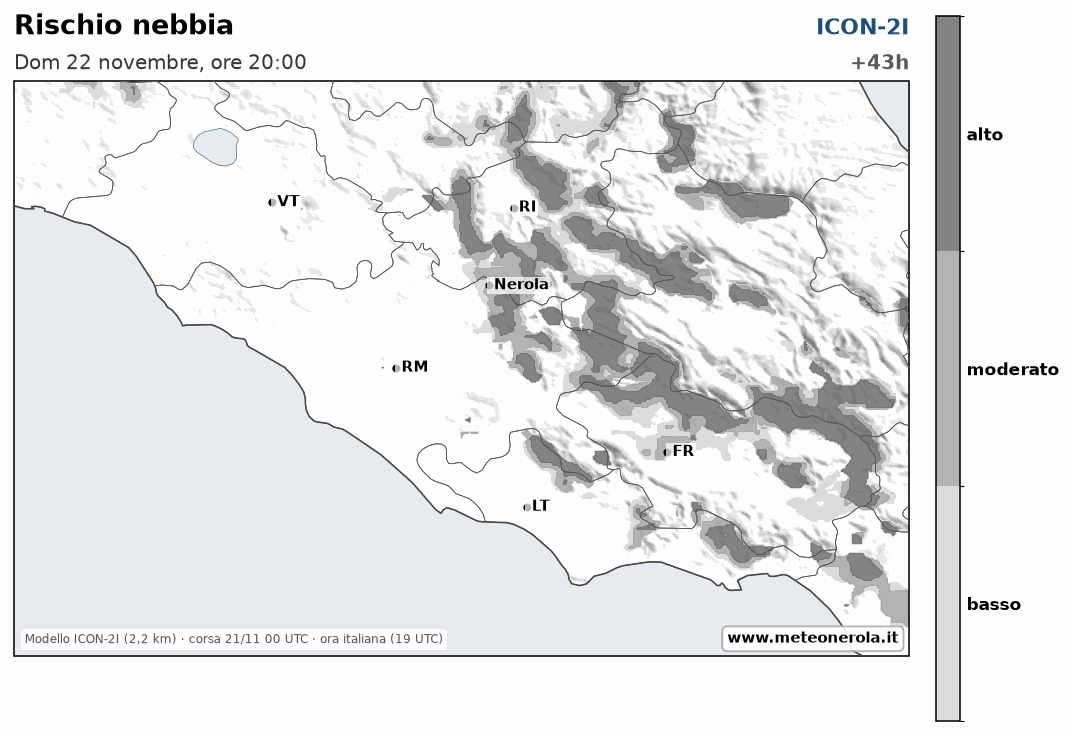 Rischio nebbia
ICON-2I
Dom 22 novembre, ore 20:00
+43h
alto
VT
RI
Nerola
RM
moderato
FR
LT
basso
Modello ICON-2I (2,2 km) · corsa 21/11 00 UTC · ora italiana (19 UTC)
www.meteonerola.it